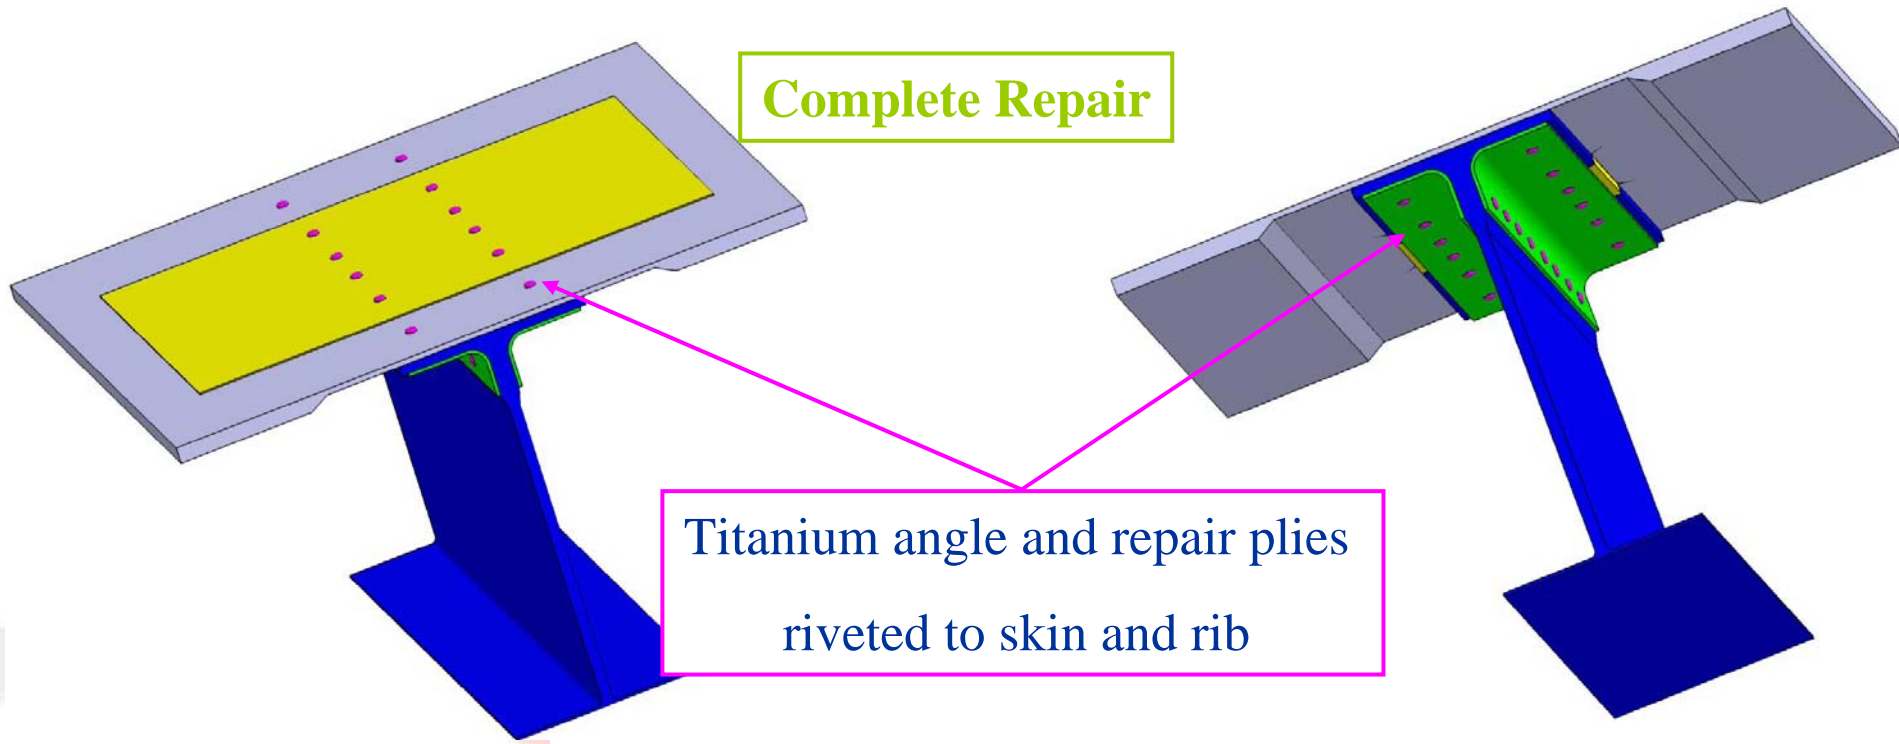 Complete Repair
Titanium angle and repair plies
riveted to skin and rib